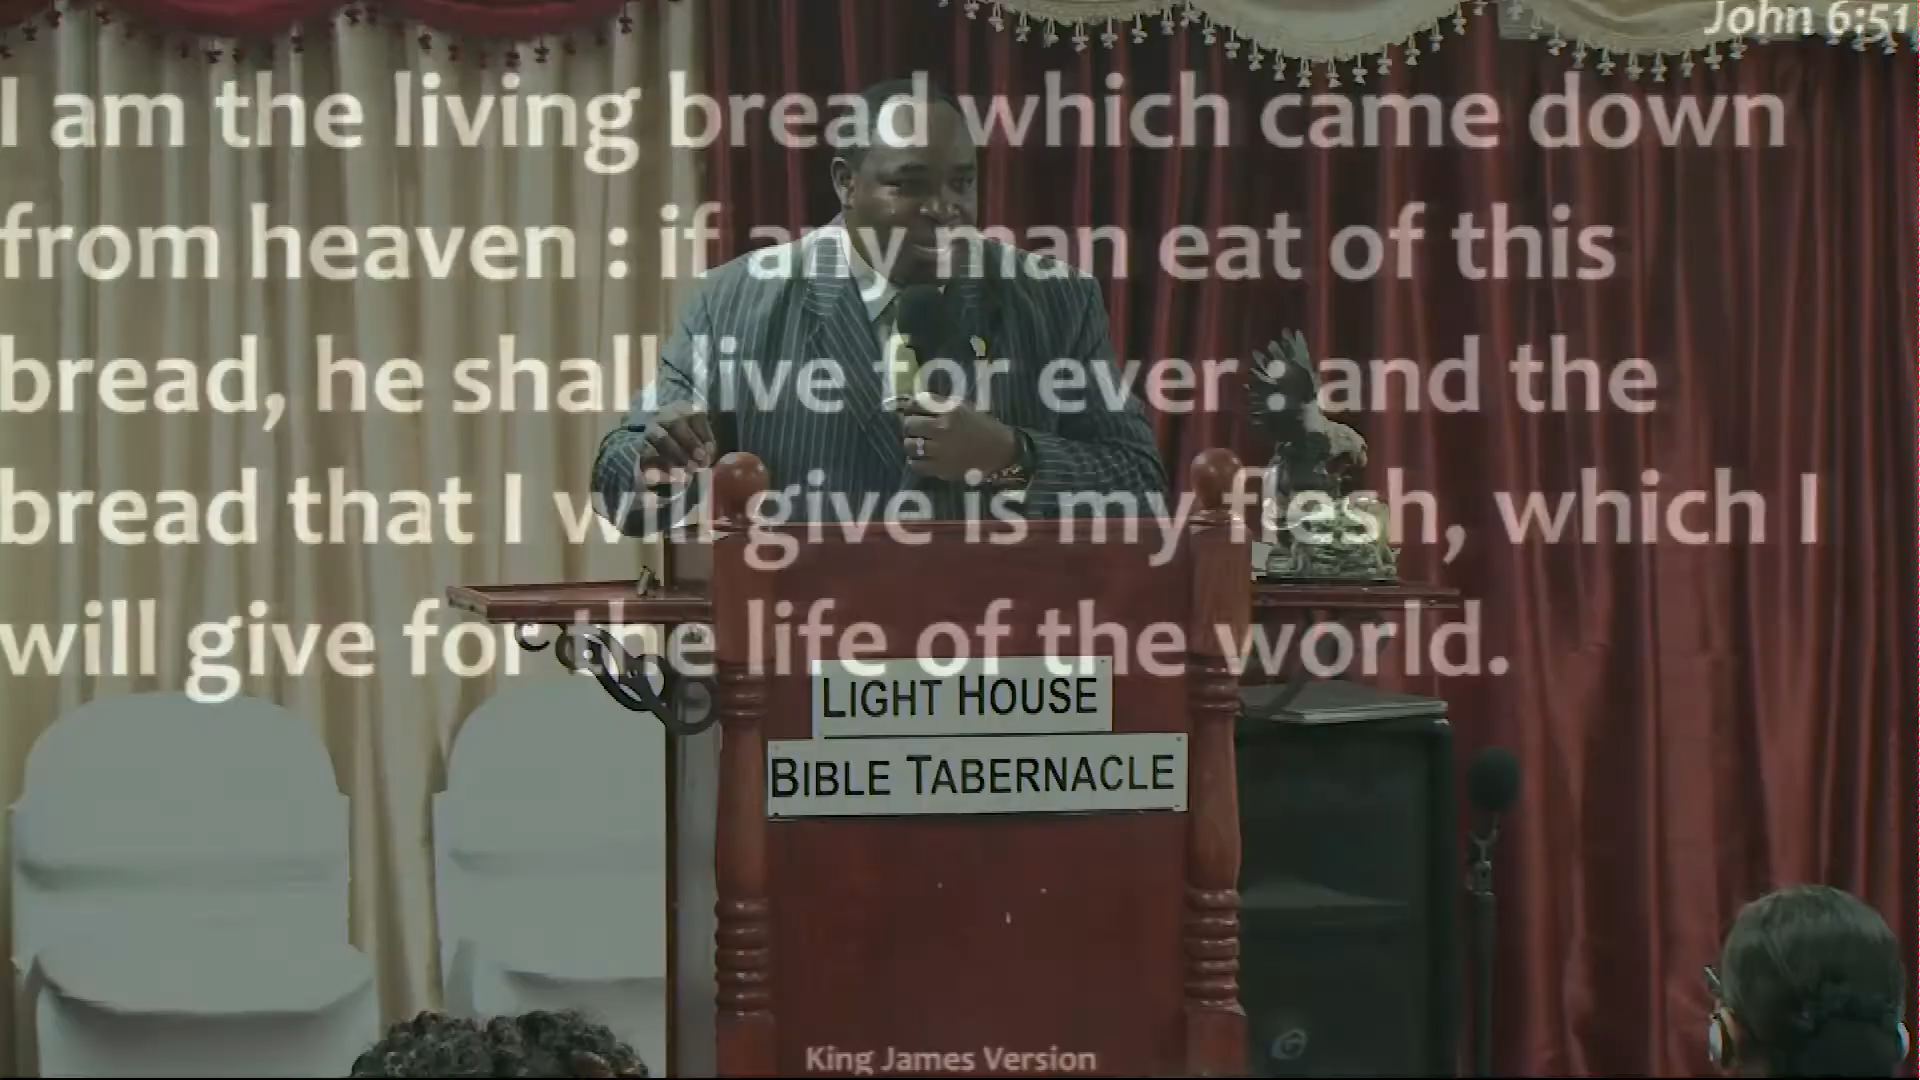 John 6:51
I am the living bread which came down
from heaven : if any man eat of this
bread, he shall live for ever : and the
bread that I will give is my flesh, which I
will give for the life of the world.
LIGHT HOUSE
BIBLE TABERNACLE
King James Version